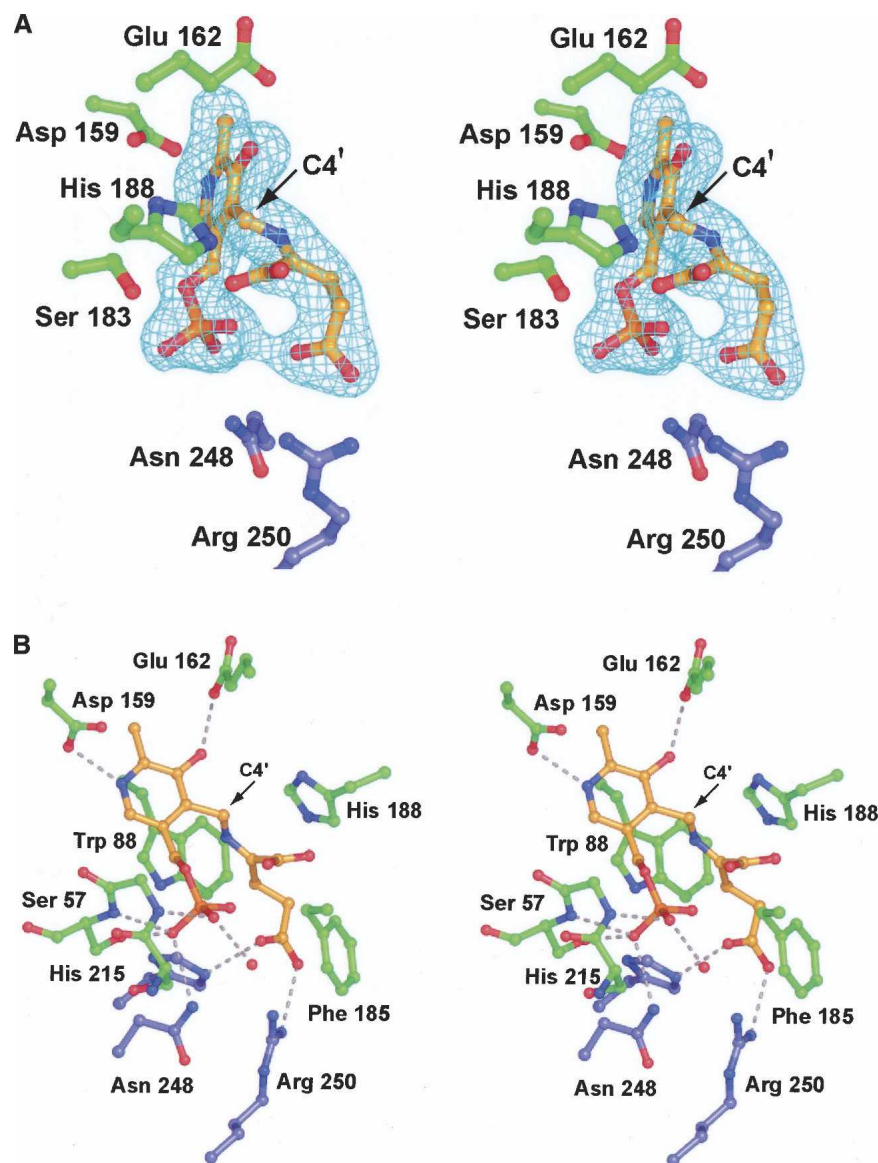 A
Glu 162 Glu 162
Asp 159 Asp 159
C4' C4'
His 188 His 188
Ser 183 Ser 183
Asn 248 Asn 248
Arg 250 Arg 250
B
Glu 162 Glu 162
Asp 159 Asp 159
C4' C4'
His 188 His 188
Trp 88 Trp 88
Ser 57 Ser 57
His 215 His 215
Phe 185 Phe 185
Asn 248 Asn 248
Arg 250 Arg 250